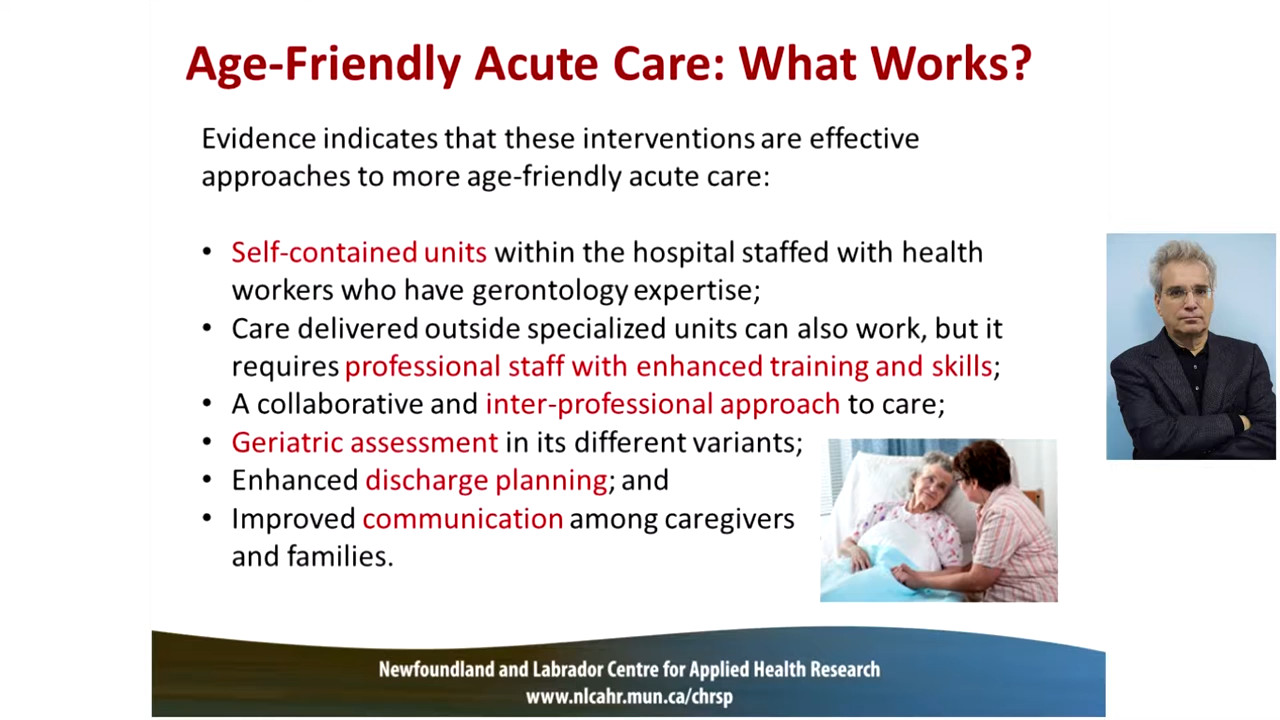 Age-Friendly Acute Care: What Works?
Evidence indicates that these interventions are effective
approaches to more age-friendly acute care:
• Self-contained units within the hospital staffed with health
workers who have gerontology expertise;
• Care delivered outside specialized units can also work, but it
requires professional staff with enhanced training and skills;
• A collaborative and inter-professional approach to care;
• Geriatric assessment in its different variants;
• Enhanced discharge planning; and
• Improved communication among caregivers
and families.
Newfoundland and Labrador Centre for Applied Health Research
www.nlcahr.mun.ca/chrsp